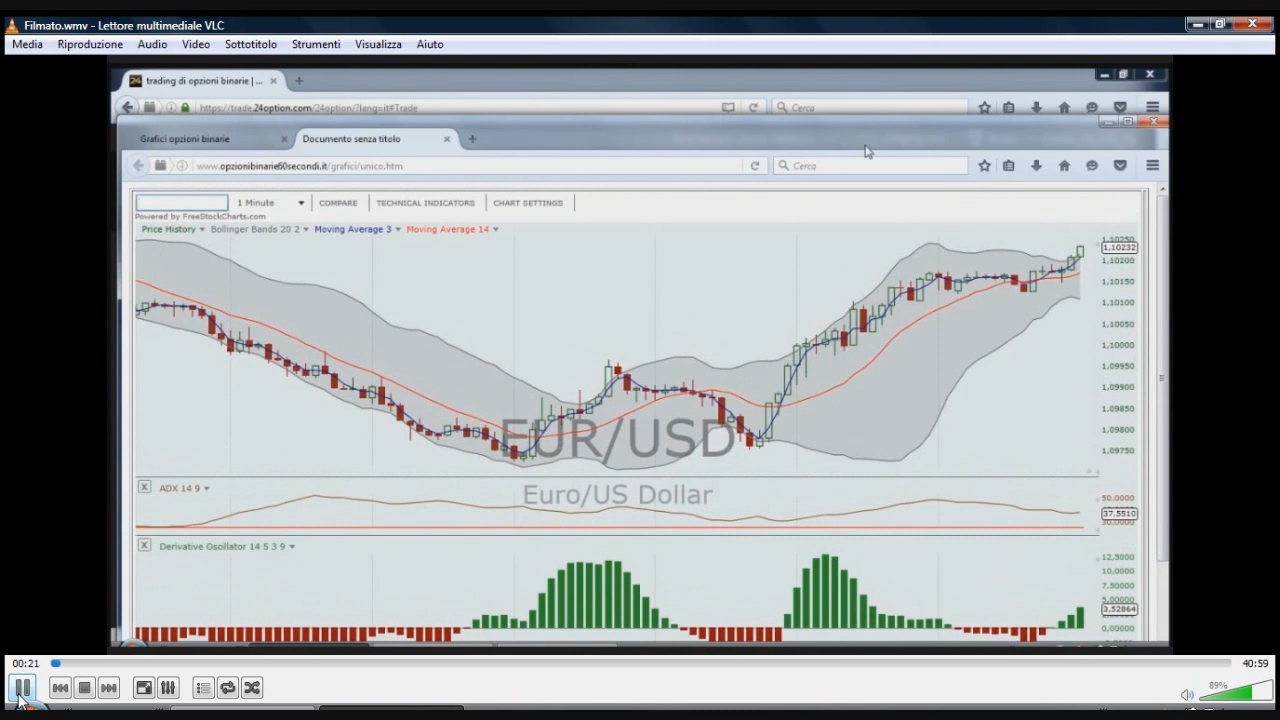 Filmato.wmv - Lettore multimediale VLC
Media Riproduzione Audio Video Sottotitolo Strumenti Visualizza Aiuto
24 trading di opzioni binarie | ...
https://trade.24option.com/24option/?lang=it#Trade Cerca
Grafici opzioni binarie Documento senza titolo
www.opzionibinarie60secondi.it/grafici/unico.htm Cerca
1 Minute COMPARE TECHNICAL INDICATORS CHART SETTINGS
Powered by FreeStockCharts.com
Price History Bollinger Bands 20 2 Moving Average 3 Moving Average 14
1,10250
1,10232
1,10200
1,10150
1,10100
1,10050
1,10000
1,09950
1,09900
1,09850
1,09800
1,09750
EUR/USD
Euro/US Dollar
X ADX 14 9
50,0000
37,5510
30,0000
X Derivative Oscillator 14 5 3 9
12,5000
10,0000
7,50000
5,00000
3,52864
0,00000
00:21 40:59
89%